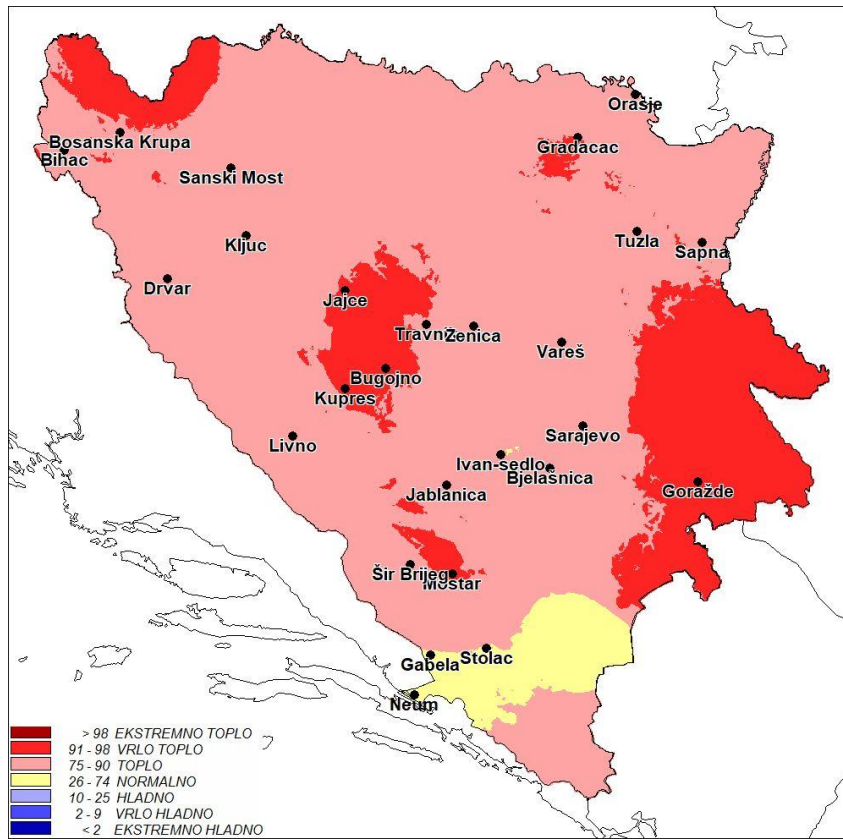 Orašje
Bosanska Krupa
Gradacac
Bihac
Sanski Most
Tuzla
Kljuc
Sapna
Drvar
Jajce
Travnik
Zenica
Vareš
Bugojno
Kupres
Sarajevo
Livno
Ivan-sedlo
Bjelašnica
Jablanica
Goražde
Šir Brijeg
Mostar
Gabela
Stolac
Neum
> 98 EKSTREMNO TOPLO
91 - 98 VRLO TOPLO
75 - 90 TOPLO
26 - 74 NORMALNO
10 - 25 HLADNO
2 - 9 VRLO HLADNO
< 2 EKSTREMNO HLADNO